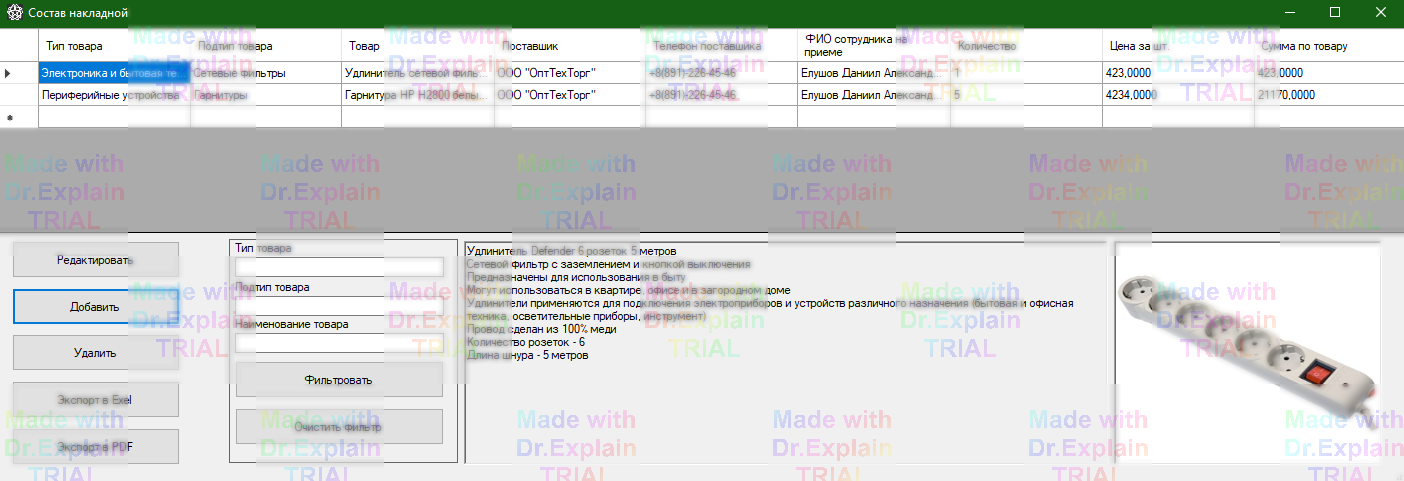 Состав накладной
Тип товара Подтип товара Товар Поставщик Телефон поставщика ФИО сотрудника на приеме Количество Цена за шт. Сумма по товару
Электроника и бытовая те... Сетевые фильтры Удлинитель сетевой филь... ООО "ОптТехТорг" +8(891)-226-45-46 Елушов Даниил Александ... 1 423,0000 423,0000
Периферийные устройства Гарнитуры Гарнитура HP H2800 белы... ООО "ОптТехТорг" +8(891)-226-45-46 Елушов Даниил Александ... 5 4234,0000 21170,0000
Редактировать
Добавить
Удалить
Экспорт в Exel
Экспорт в PDF
Тип товара
Подтип товара
Наименование товара
Фильтровать
Очистить фильтр
Удлинитель Defender 6 розеток 5 метров
Сетевой фильтр с заземлением и кнопкой выключения
Предназначены для использования в быту
Могут использоваться в квартире, офисе и в загородном доме
Удлинители применяются для подключения электроприборов и устройств различного назначения (бытовая и офисная
техника, осветительные приборы, инструмент)
Провод сделан из 100% меди
Количество розеток - 6
Длина шнура - 5 метров
Made with
Dr.Explain
TRIAL